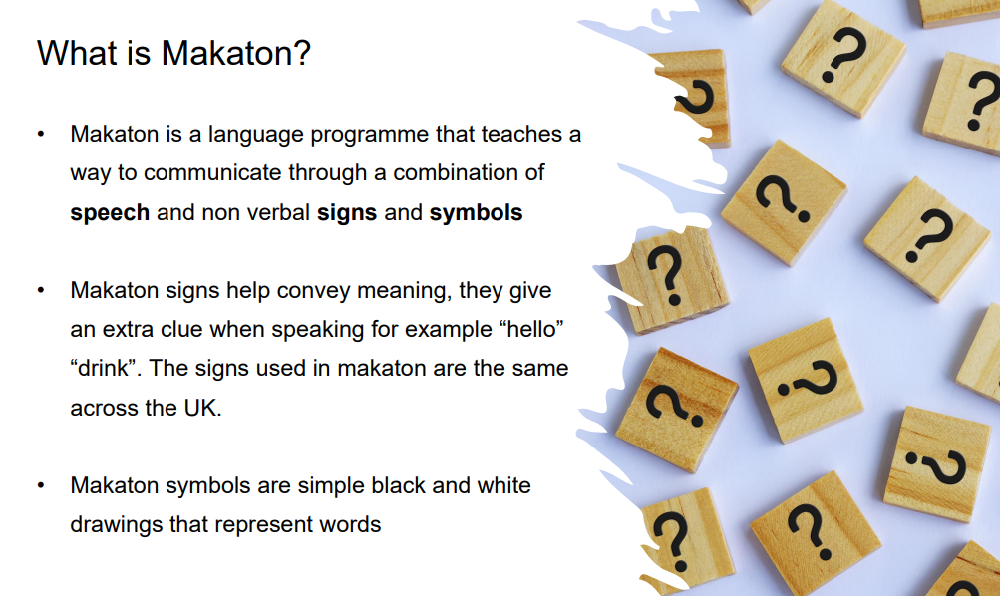 What is Makaton?
• Makaton is a language programme that teaches a
way to communicate through a combination of
speech and non verbal signs and symbols
• Makaton signs help convey meaning, they give
an extra clue when speaking for example “hello”
“drink”. The signs used in makaton are the same
across the UK.
• Makaton symbols are simple black and white
drawings that represent words
?
?
?
?
?
?
?
?
?
?
?
?